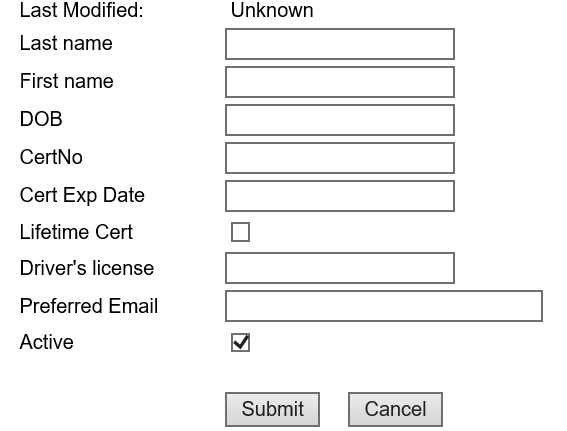 Last Modified: Unknown
Last name
First name
DOB
CertNo
Cert Exp Date
Lifetime Cert
Driver's license
Preferred Email
Active
Submit Cancel